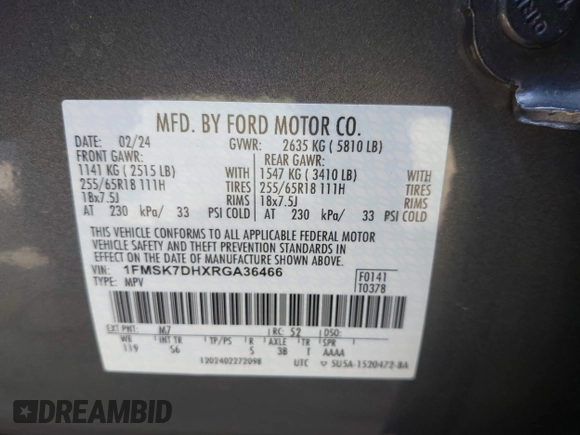 MFD. BY FORD MOTOR CO.
DATE: 02/24 GVWR: 2635 KG ( 5810 LB)
FRONT GAWR: REAR GAWR:
1141 KG ( 2515 LB) WITH 1547 KG ( 3410 LB) WITH
255/65R18 111H TIRES 255/65R18 111H TIRES
18x7.5J RIMS 18x7.5J RIMS
AT 230 kPa/ 33 PSI COLD AT 230 kPa/ 33 PSI COLD
THIS VEHICLE CONFORMS TO ALL APPLICABLE FEDERAL MOTOR
VEHICLE SAFETY AND THEFT PREVENTION STANDARDS IN
EFFECT ON THE DATE OF MANUFACTURE SHOWN ABOVE.
VIN: 1FMSK7DHXRGA36466 F0141
TYPE: MPV T0378
EXT PNT: M7 RC: 52 DSO:
WB INT TR TP/PS R AXLE TR SPR
119 56 S 3B T AAAA
1202402272098 UTC ▽ 5USA-1520472-BA
DREAMBID